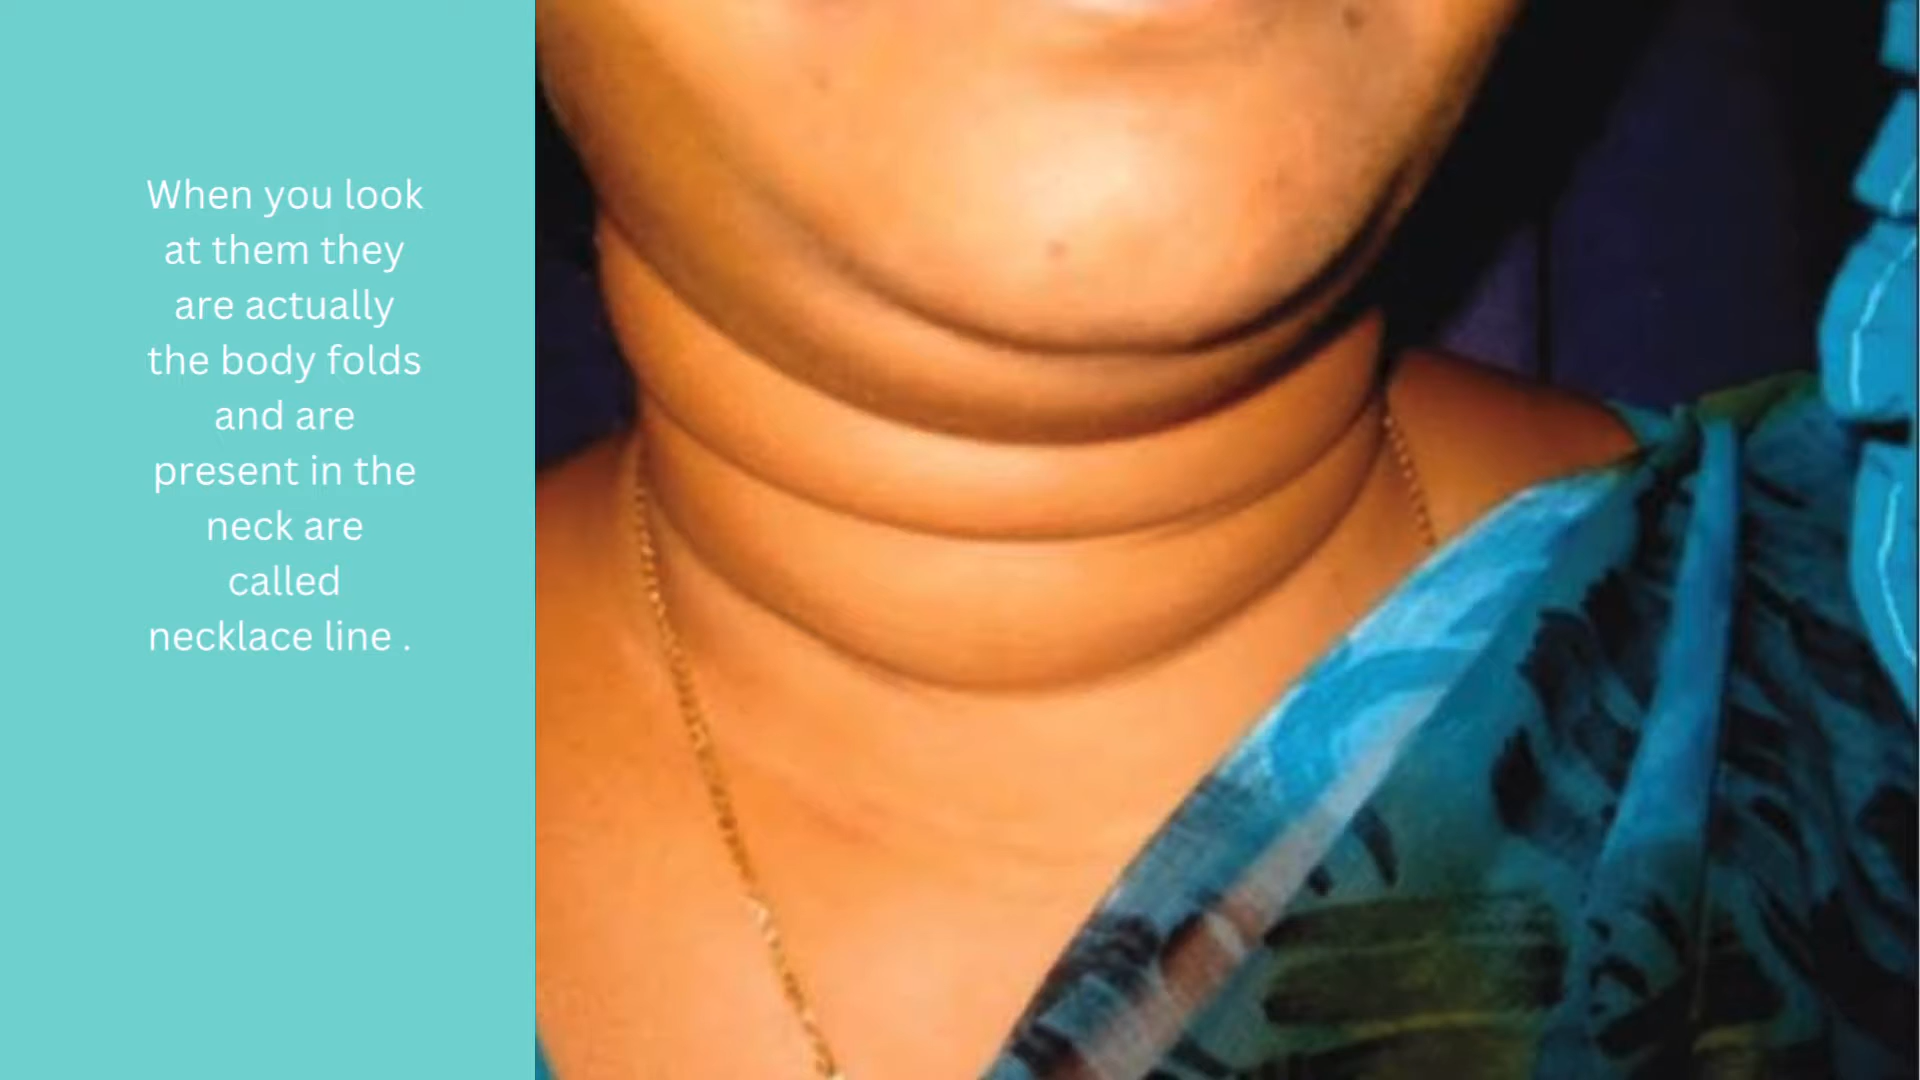 When you look
at them they
are actually
the body folds
and are
present in the
neck are
called
necklace line .